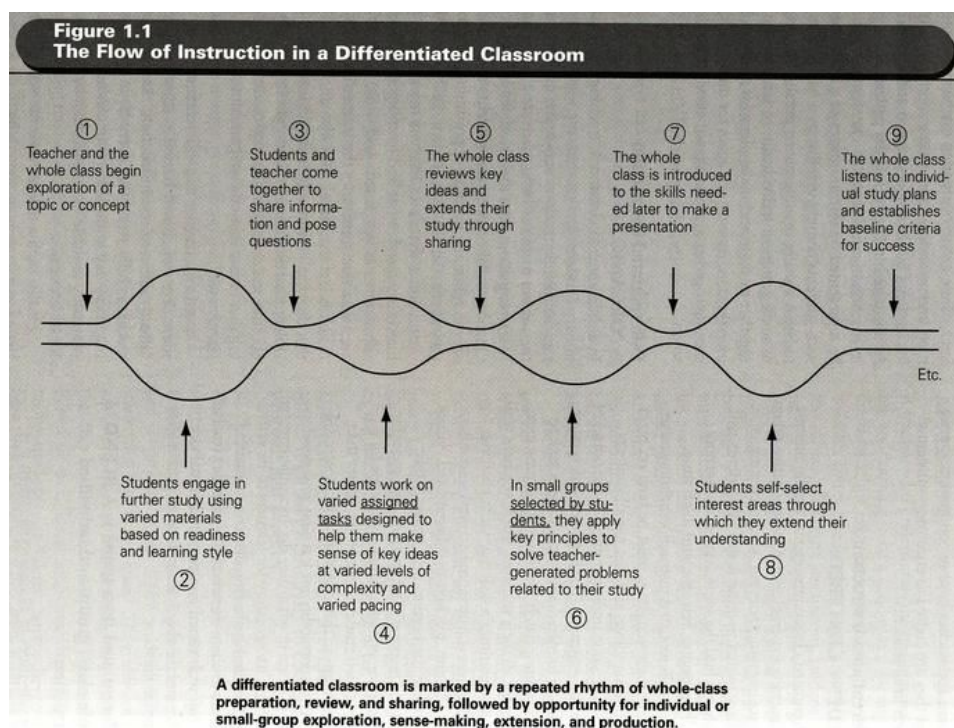 Figure 1.1
The Flow of Instruction in a Differentiated Classroom
①
Teacher and the
whole class begin
exploration of a
topic or concept
②
Students engage in
further study using
varied materials
based on readiness
and learning style
③
Students and
teacher come
together to
share informa-
tion and pose
questions
④
Students work on
varied assigned
tasks designed to
help them make
sense of key ideas
at varied levels of
complexity and
varied pacing
⑤
The whole class
reviews key
ideas and
extends their
study through
sharing
⑥
In small groups
selected by stu-
dents, they apply
key principles to
solve teacher-
generated problems
related to their study
⑦
The whole
class is introduced
to the skills need-
ed later to make a
presentation
⑧
Students self-select
interest areas through
which they extend their
understanding
⑨
The whole class
listens to individ-
ual study plans
and establishes
baseline criteria
for success
Etc.
A differentiated classroom is marked by a repeated rhythm of whole-class
preparation, review, and sharing, followed by opportunity for individual or
small-group exploration, sense-making, extension, and production.